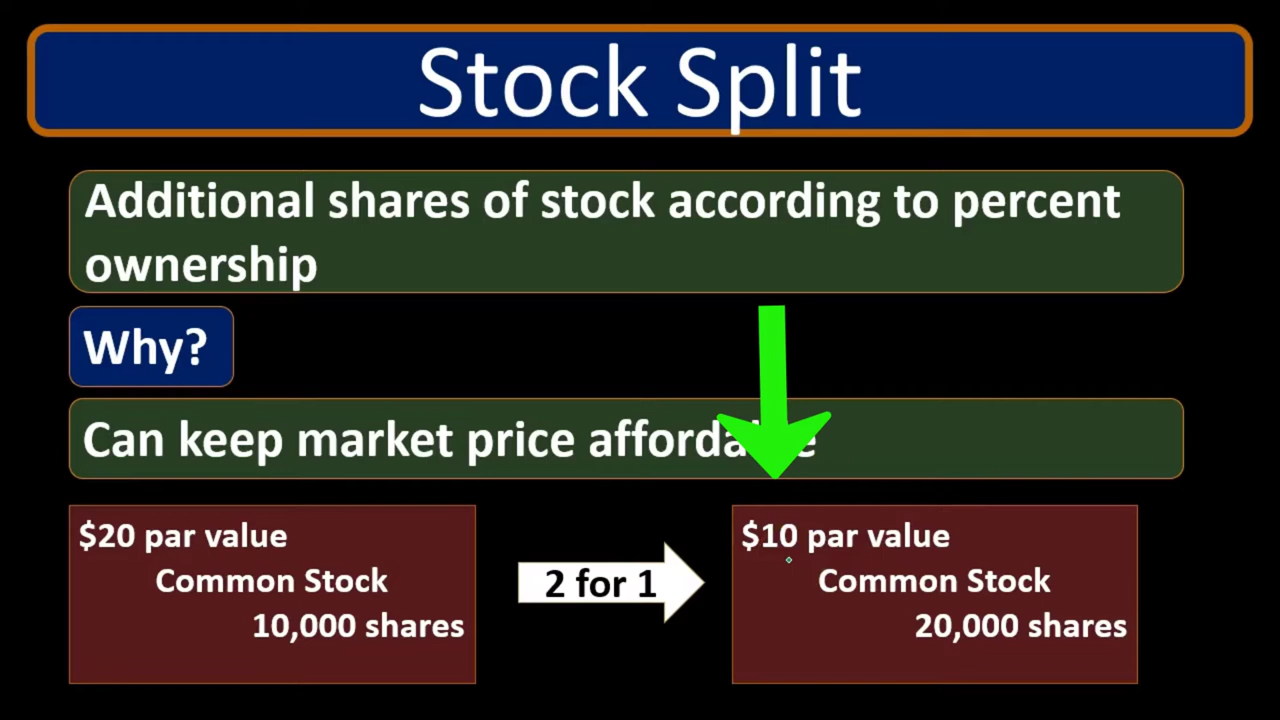 Stock Split
Additional shares of stock according to percent
ownership
Why?
Can keep market price
$20 par value
Common Stock
10,000 shares
2 for 1
$10 par value
Common Stock
20,000 shares